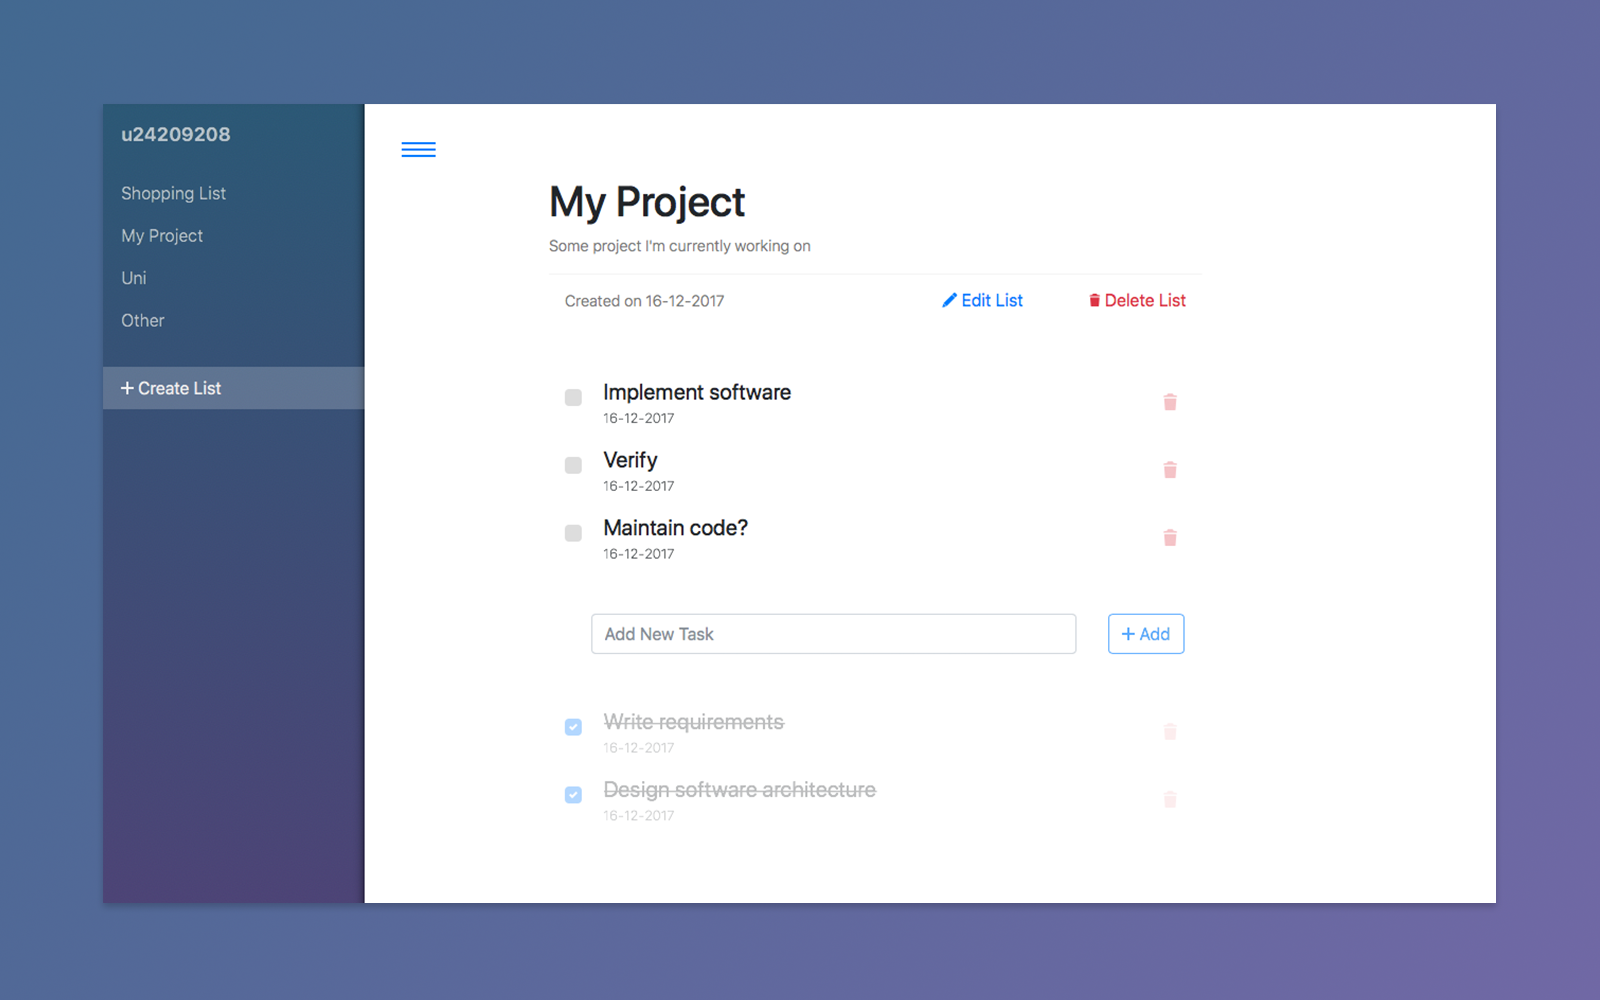 u24209208
Shopping List
My Project
Uni
Other
+ Create List
My Project
Some project I'm currently working on
Created on 16-12-2017
Edit List
Delete List
Implement software
16-12-2017
Verify
16-12-2017
Maintain code?
16-12-2017
Add New Task
+ Add
Write requirements
16-12-2017
Design software architecture
16-12-2017